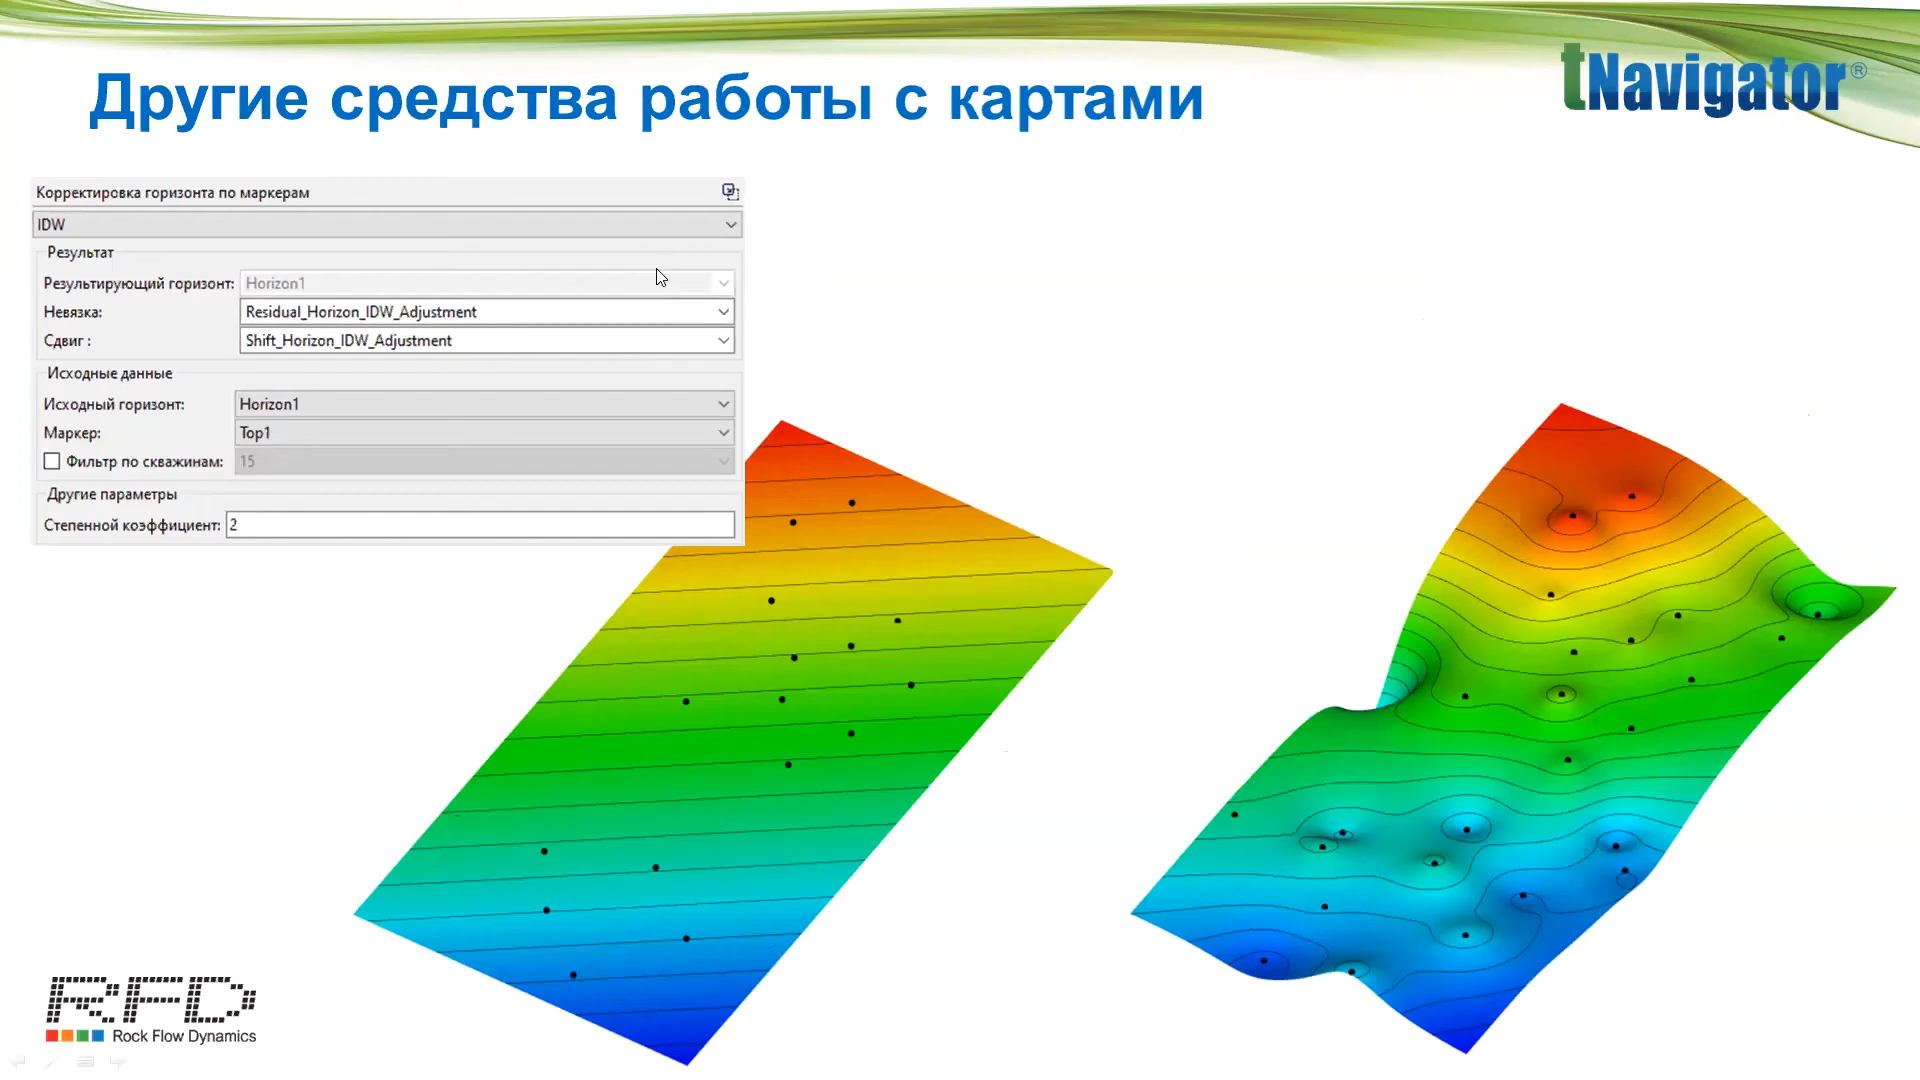 Другие средства работы с картами
tNavigator®
Корректировка горизонта по маркерам
IDW
Результат
Результирующий горизонт: Horizon1
Невязка: Residual_Horizon_IDW_Adjustment
Сдвиг : Shift_Horizon_IDW_Adjustment
Исходные данные
Исходный горизонт: Horizon1
Маркер: Top1
Фильтр по скважинам: 15
Другие параметры
Степенной коэффициент: 2
RFD
Rock Flow Dynamics